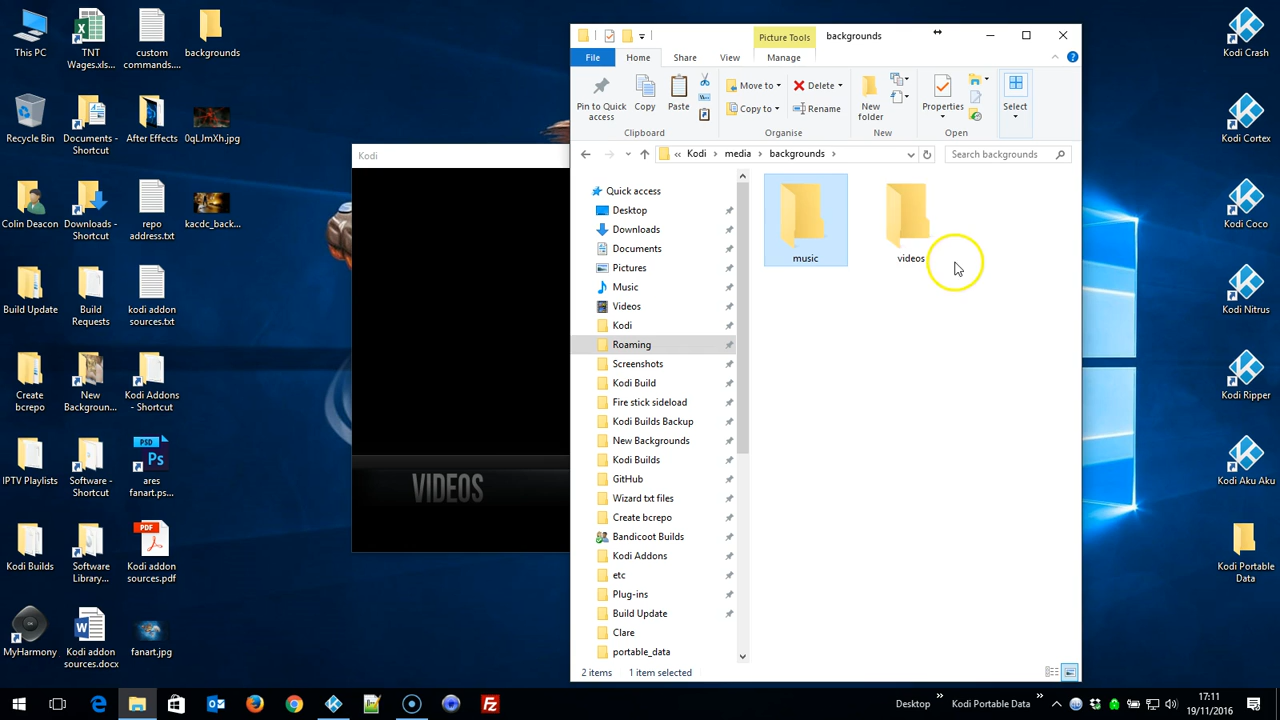 This PC
TNT
Wages.xls...
custom
commands....
backgrounds
Recycle Bin
Documents -
Shortcut
After Effects
0qLJmXh.jpg
Colin Deacon
Downloads -
Shortcut
repo
address.txt
kacdc_back...
Build Update
Build
Requests
kodi addon
sources.txt
Create
bcrepo
New
Backgroun...
Kodi Addons
- Shortcut
IPTV Playlists
Software -
Shortcut
PSD
Ps
ares
fanart.ps...
Kodi Builds
Software
Library...
PDF
Kodi addon
sources.pdf
MyHarmony
Kodi addon
sources.docx
fanart.jpg
Kodi
VIDEOS
Picture Tools
backgrounds
File
Home
Share
View
Manage
Pin to Quick
access
Copy
Paste
Clipboard
Move to
Copy to
Delete
Rename
Organise
New
folder
New
Properties
Open
Select
« Kodi > media > backgrounds >
Search backgrounds
Quick access
Desktop
Downloads
Documents
Pictures
Music
Videos
Kodi
Roaming
Screenshots
Kodi Build
Fire stick sideload
Kodi Builds Backup
New Backgrounds
Kodi Builds
GitHub
Wizard txt files
Create bcrepo
Bandicoot Builds
Kodi Addons
etc
Plug-ins
Build Update
Clare
portable_data
music
videos
2 items
1 item selected
Kodi Crash
Kodi Cortex
Kodi Coco
Kodi Nitrus
Kodi Ripper
Kodi Aku Aku
Kodi Portable
Data
Desktop
»
Kodi Portable Data
»
17:11
19/11/2016